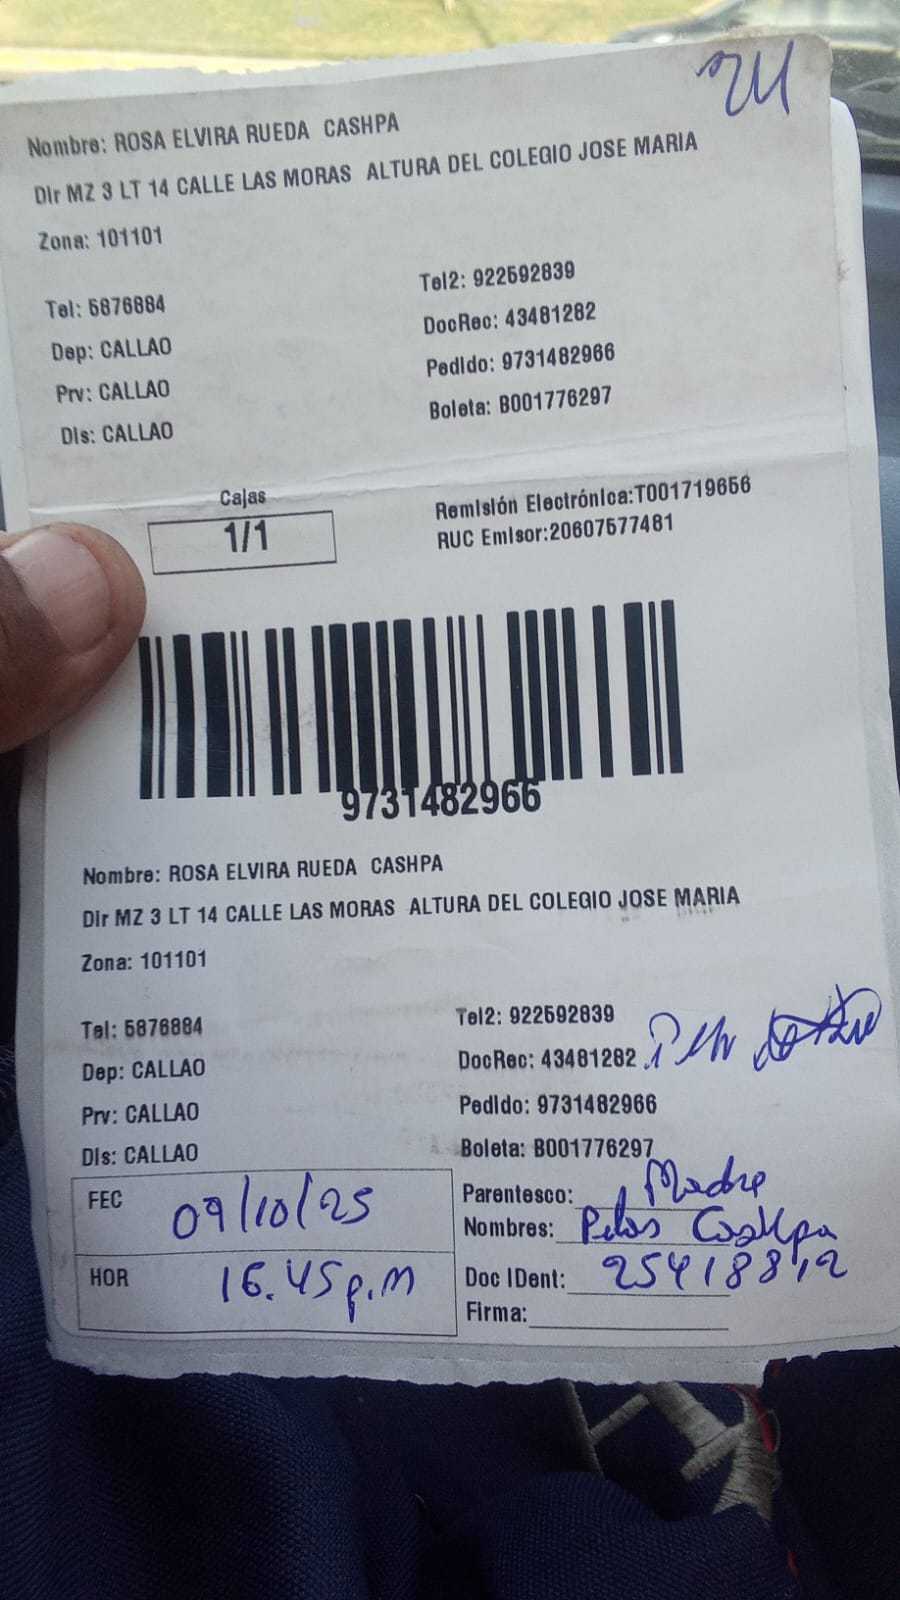 Nombre: ROSA ELVIRA RUEDA CASHPA
Dir MZ 3 LT 14 CALLE LAS MORAS ALTURA DEL COLEGIO JOSE MARIA
Zona: 101101
Tel: 5876884
Tel2: 922592839
Dep: CALLAO
DocRec: 43481282
Prv: CALLAO
Pedido: 9731482966
Dis: CALLAO
Boleta: B001776297
Cajas
1/1
Remisión Electrónica:T001719656
RUC Emisor:20607577481
9731482966
Nombre: ROSA ELVIRA RUEDA CASHPA
Dir MZ 3 LT 14 CALLE LAS MORAS ALTURA DEL COLEGIO JOSE MARIA
Zona: 101101
Tel: 5876884
Tel2: 922592839
Dep: CALLAO
DocRec: 43481282
Prv: CALLAO
Pedido: 9731482966
Dis: CALLAO
Boleta: B001776297
FEC 09/10/25
Parentesco: Madre
Nombres: Cashpa
HOR 16.45 p.m
Doc IDent: 25418812
Firma: